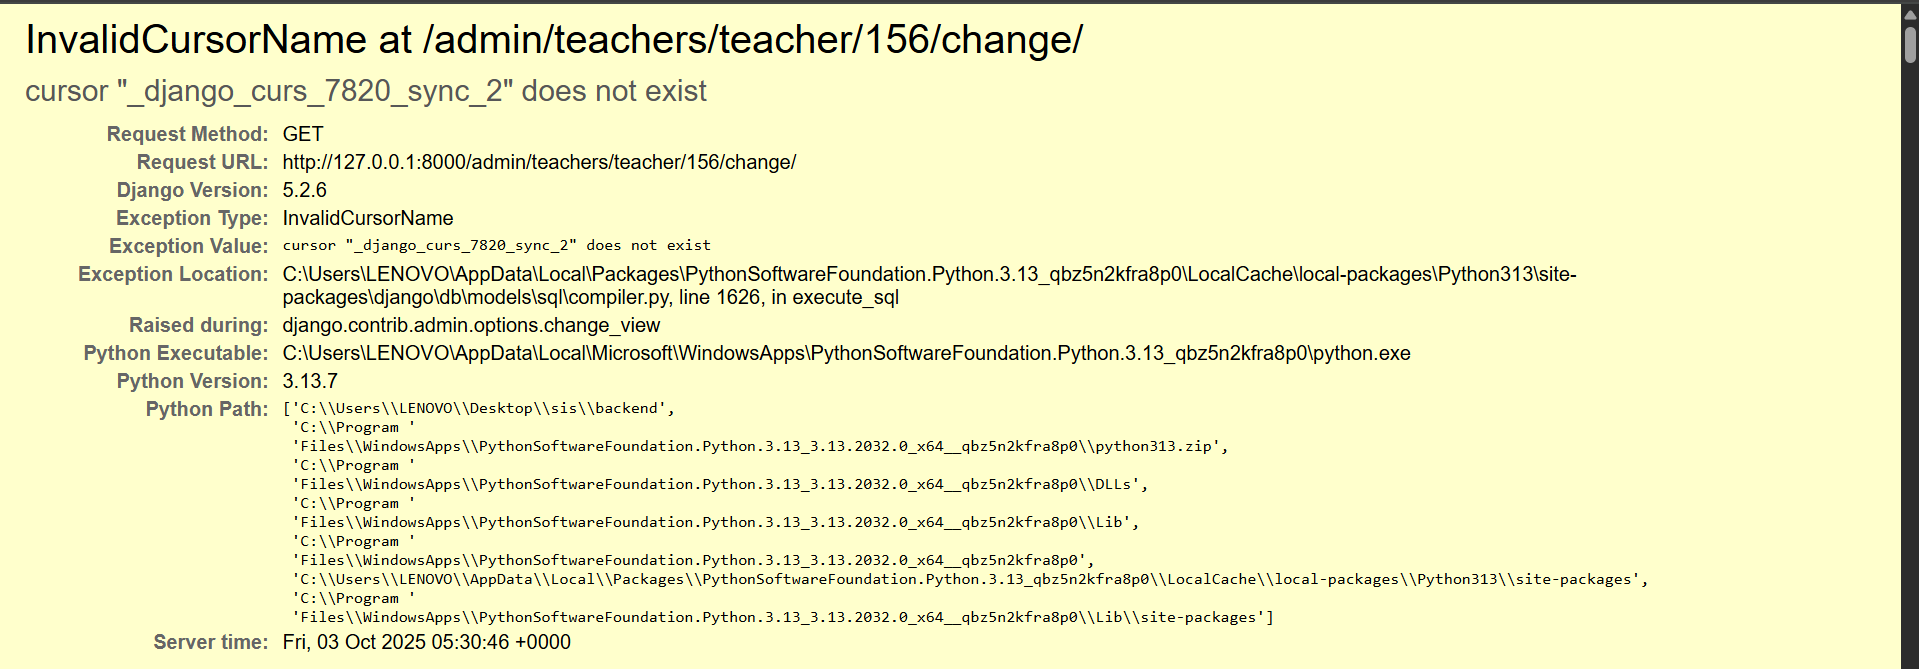 InvalidCursorName at /admin/teachers/teacher/156/change/
cursor "_django_curs_7820_sync_2" does not exist
Request Method: GET
Request URL: http://127.0.0.1:8000/admin/teachers/teacher/156/change/
Django Version: 5.2.6
Exception Type: InvalidCursorName
Exception Value: cursor "_django_curs_7820_sync_2" does not exist
Exception Location: C:\Users\LENOVO\AppData\Local\Packages\PythonSoftwareFoundation.Python.3.13_qbz5n2kfra8p0\LocalCache\local-packages\Python313\site-
packages\django\db\models\sql\compiler.py, line 1626, in execute_sql
Raised during: django.contrib.admin.options.change_view
Python Executable: C:\Users\LENOVO\AppData\Local\Microsoft\WindowsApps\PythonSoftwareFoundation.Python.3.13_qbz5n2kfra8p0\python.exe
Python Version: 3.13.7
Python Path: ['C:\\Users\\LENOVO\\Desktop\\sis\\backend',
'C:\\Program '
'Files\\WindowsApps\\PythonSoftwareFoundation.Python.3.13_3.13.2032.0_x64__qbz5n2kfra8p0\\python313.zip',
'C:\\Program '
'Files\\WindowsApps\\PythonSoftwareFoundation.Python.3.13_3.13.2032.0_x64__qbz5n2kfra8p0\\DLLs',
'C:\\Program '
'Files\\WindowsApps\\PythonSoftwareFoundation.Python.3.13_3.13.2032.0_x64__qbz5n2kfra8p0\\Lib',
'C:\\Program '
'Files\\WindowsApps\\PythonSoftwareFoundation.Python.3.13_3.13.2032.0_x64__qbz5n2kfra8p0',
'C:\\Users\\LENOVO\\AppData\\Local\\Packages\\PythonSoftwareFoundation.Python.3.13_qbz5n2kfra8p0\\LocalCache\\local-packages\\Python313\\site-packages',
'C:\\Program '
'Files\\WindowsApps\\PythonSoftwareFoundation.Python.3.13_3.13.2032.0_x64__qbz5n2kfra8p0\\Lib\\site-packages']
Server time: Fri, 03 Oct 2025 05:30:46 +0000